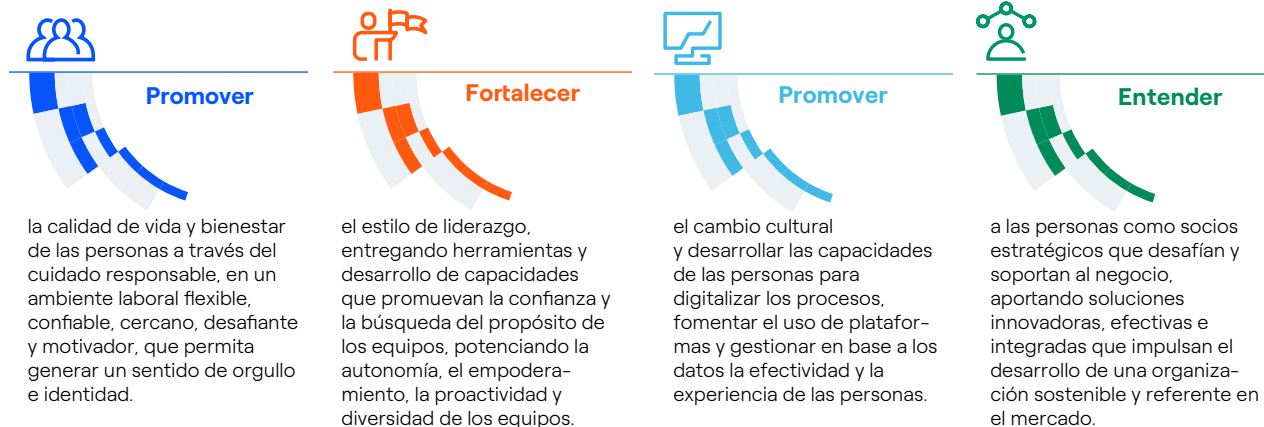 Promover
la calidad de vida y bienestar
de las personas a través del
cuidado responsable, en un
ambiente laboral flexible,
confiable, cercano, desafiante
y motivador, que permita
generar un sentido de orgullo
e identidad.
Fortalecer
el estilo de liderazgo,
entregando herramientas y
desarrollo de capacidades
que promuevan la confianza y
la búsqueda del propósito de
los equipos, potenciando la
autonomía, el empodera-
miento, la proactividad y
diversidad de los equipos.
Promover
el cambio cultural
y desarrollar las capacidades
de las personas para
digitalizar los procesos,
fomentar el uso de platafor-
mas y gestionar en base a los
datos la efectividad y la
experiencia de las personas.
Entender
a las personas como socios
estratégicos que desafían y
soportan al negocio,
aportando soluciones
innovadoras, efectivas e
integradas que impulsan el
desarrollo de una organiza-
ción sostenible y referente en
el mercado.